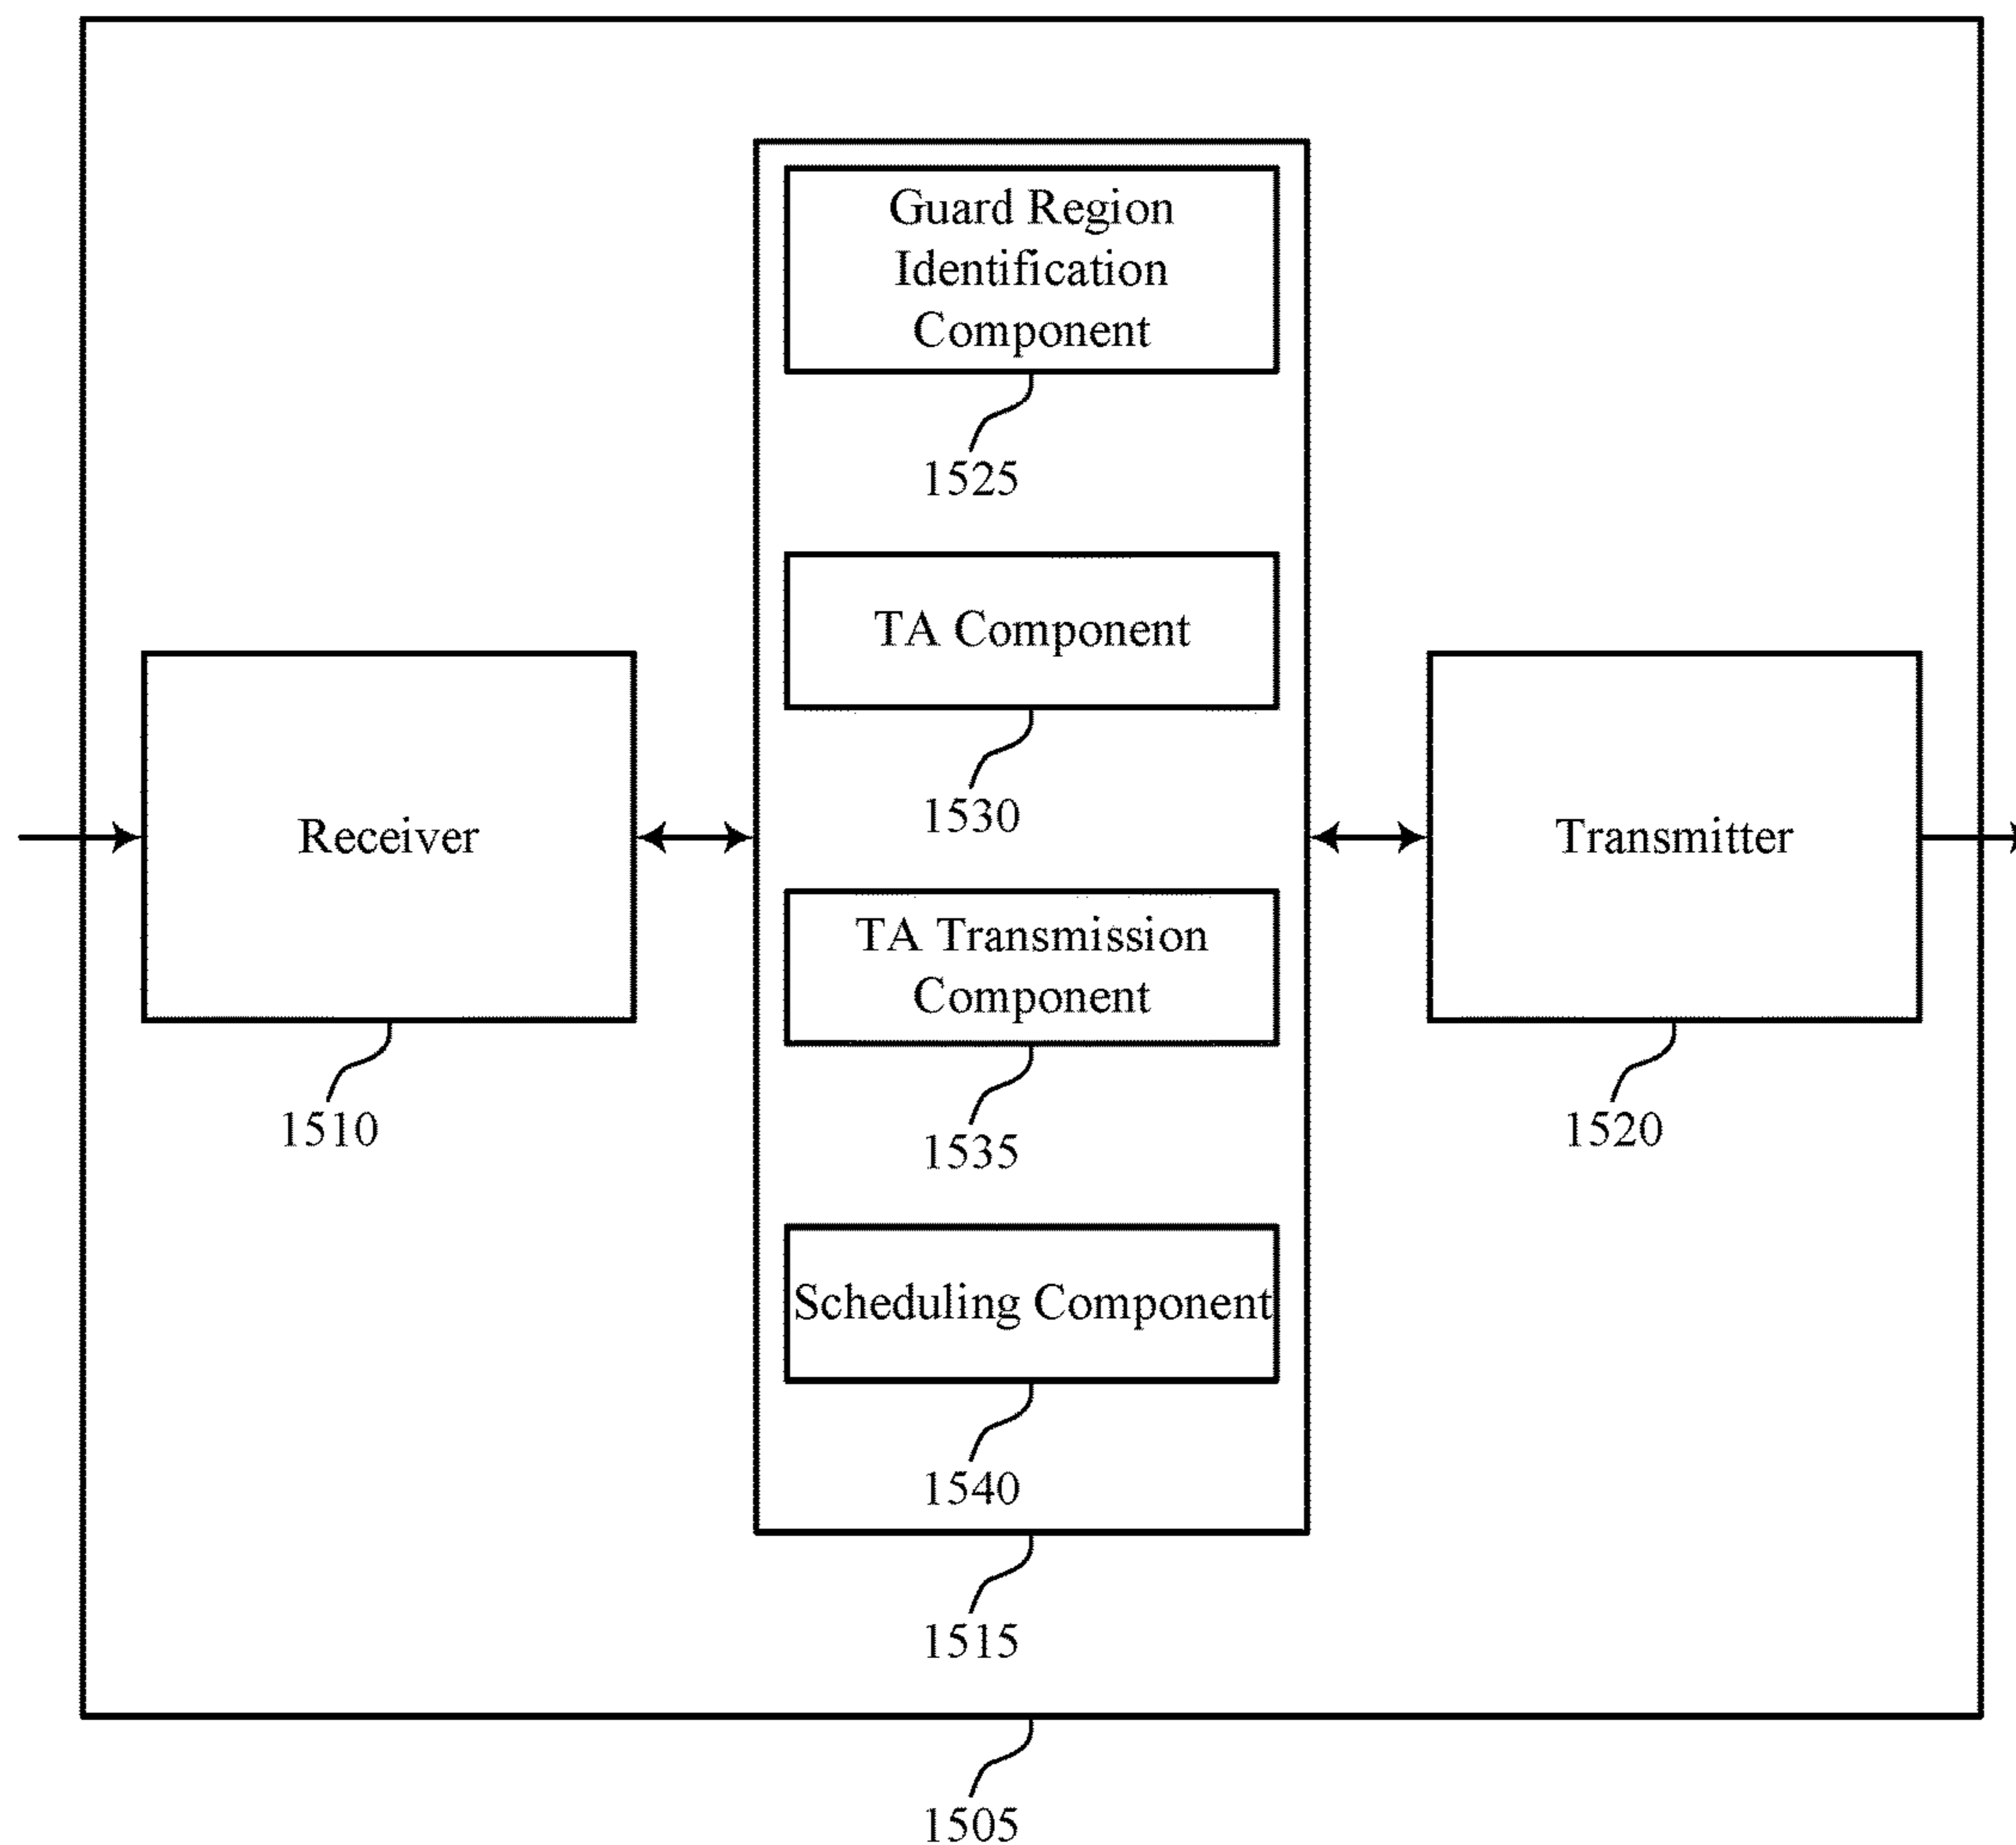 Guard Region
Identification
Component
1525
TA Component
1530
Receiver
1510
TA Transmission
Component
1535
Transmitter
1520
Scheduling Component
1540
1515
1505